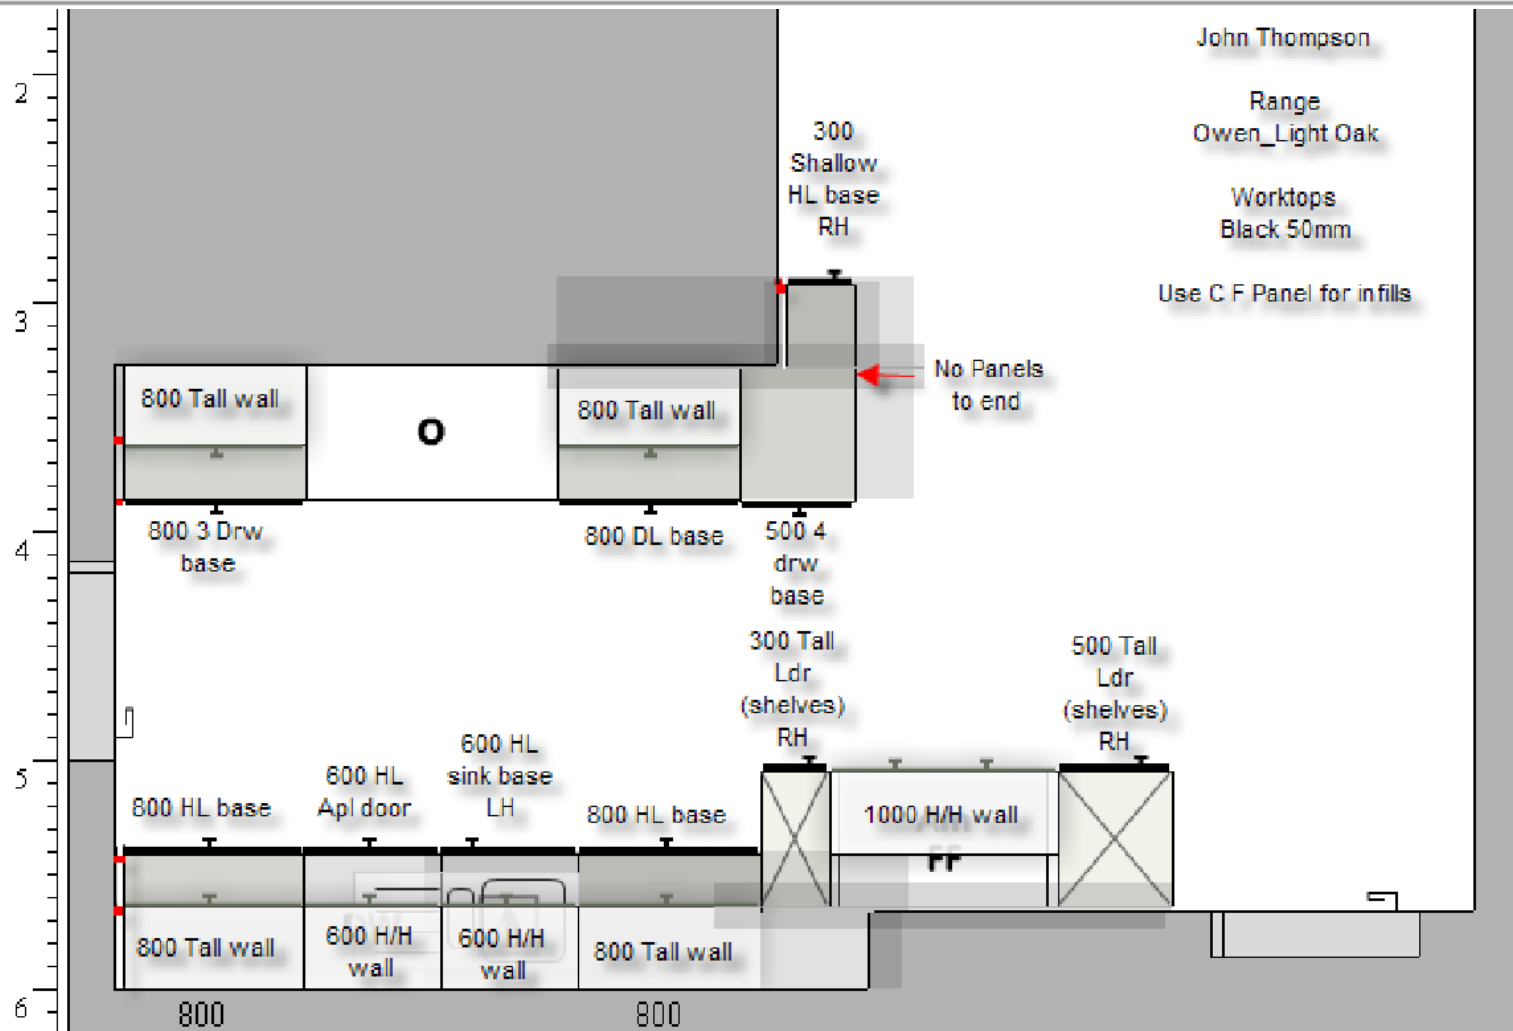 John Thompson
Range
Owen_Light Oak
Worktops
Black 50mm
Use C F Panel for infills
2
3
4
5
6
300
Shallow
HL base
RH
No Panels
to end
800 Tall wall
O
800 Tall wall
800 3 Drw
base
800 DL base
500 4
drw
base
300 Tall
Ldr
(shelves)
RH
500 Tall
Ldr
(shelves)
RH
800 HL base
600 HL
Apl door
600 HL
sink base
LH
800 HL base
1000 H/H wall
FF
800 Tall wall
600 H/H
wall
600 H/H
wall
800 Tall wall
800
800